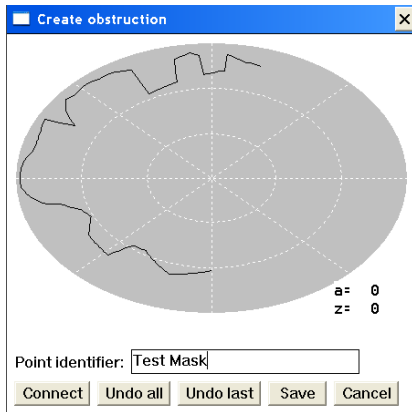 Create obstruction
a= 0
z= 0
Point identifier: Test Mask
Connect Undo all Undo last Save Cancel